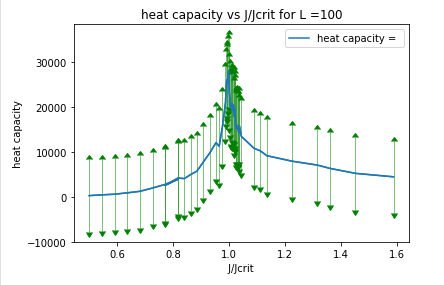 heat capacity vs J/Jcrit for L =100
heat capacity =
30000
20000
10000
0
−10000
heat capacity
0.6
0.8
1.0
1.2
1.4
1.6
J/Jcrit